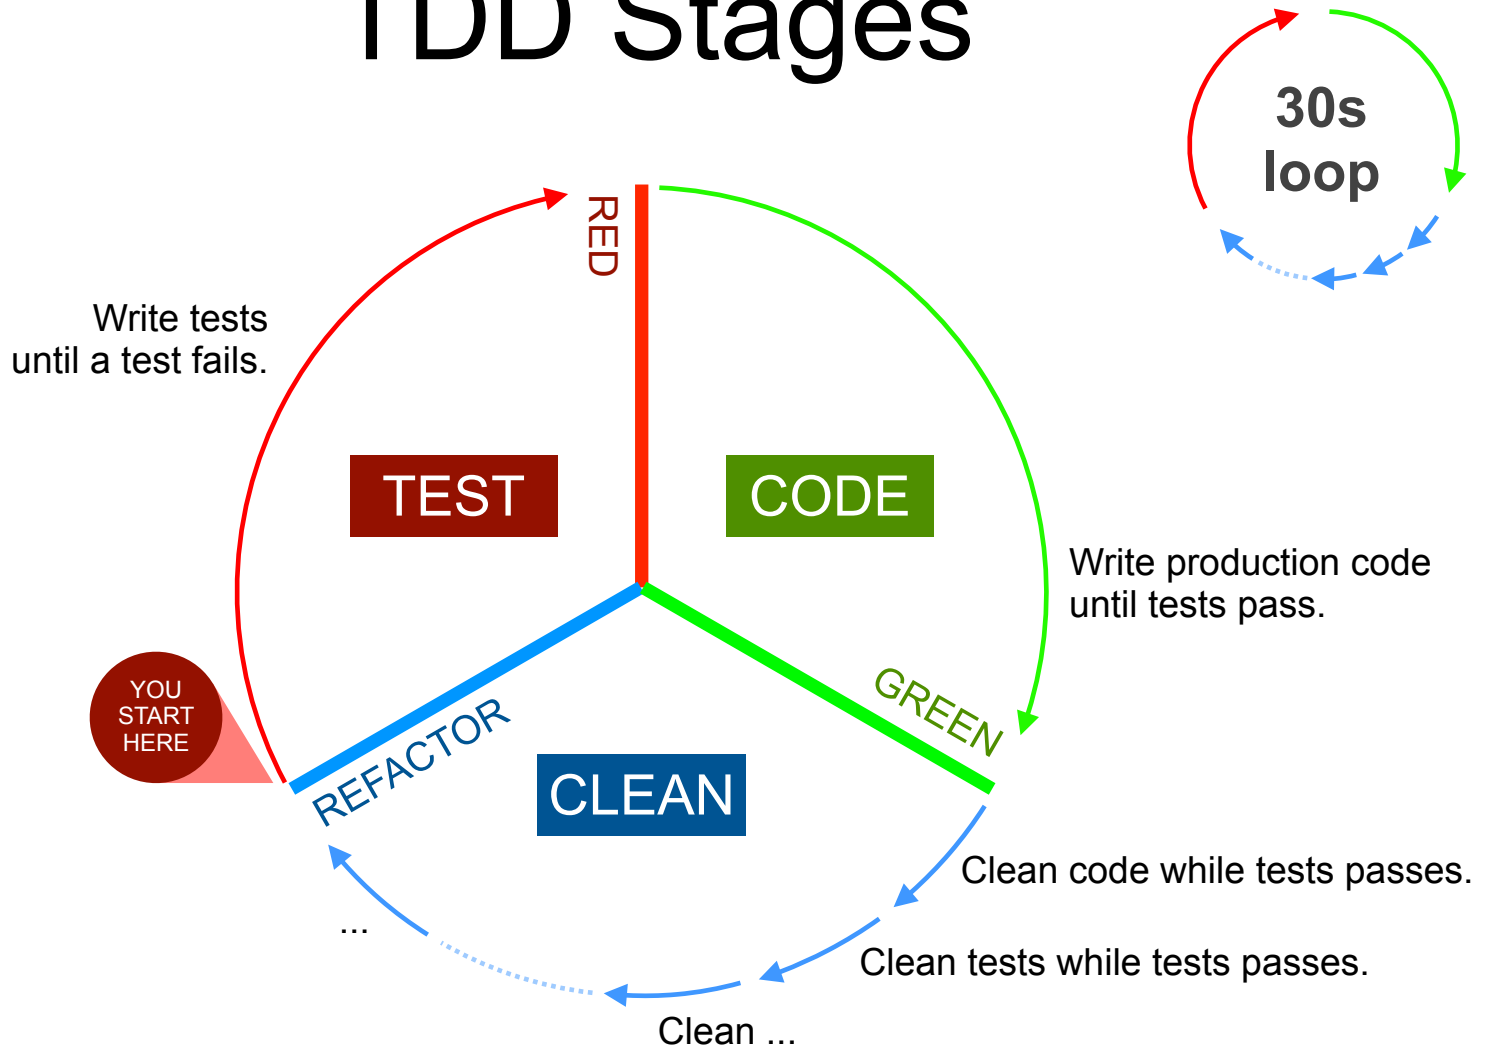 TDD Stages
30s
loop
RED
Write tests
until a test fails.
TEST
CODE
Write production code
until tests pass.
YOU
START
HERE
GREEN
REFACTOR
CLEAN
Clean code while tests passes.
...
Clean tests while tests passes.
Clean ...